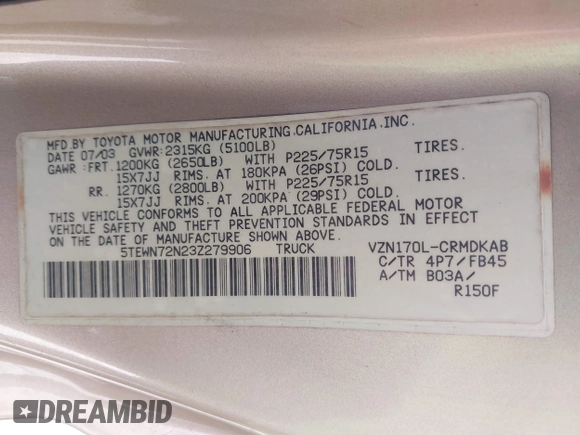 MFD.BY TOYOTA MOTOR MANUFACTURING,CALIFORNIA,INC.
DATE 07/03 GVWR:2315KG (5100LB)
GAWR :FRT.1200KG (2650LB) WITH P225/75R15 TIRES.
15X7JJ RIMS. AT 180KPA (26PSI) COLD.
RR. 1270KG (2800LB) WITH P225/75R15 TIRES.
15X7JJ RIMS. AT 200KPA (29PSI) COLD.
THIS VEHICLE CONFORMS TO ALL APPLICABLE FEDERAL MOTOR
VEHICLE SAFETY AND THEFT PREVENTION STANDARDS IN EFFECT
ON THE DATE OF MANUFACTURE SHOWN ABOVE.
5TEWN72N23Z279906 TRUCK VZN170L-CRMDKAB
C/TR 4P7/FB45
A/TM B03A/
R150F
DREAMBID